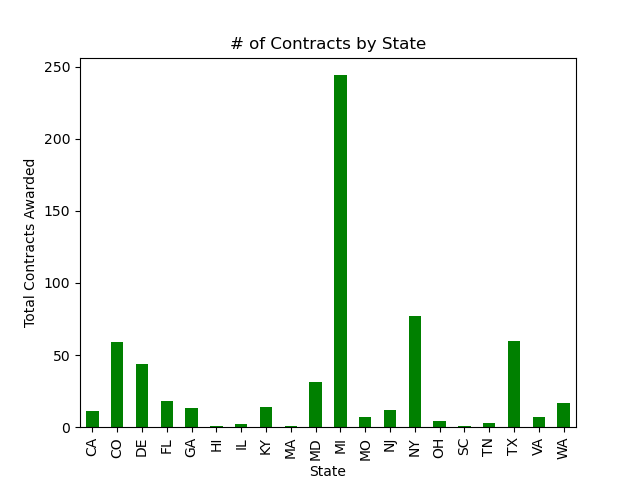 # of Contracts by State
Total Contracts Awarded
250
200
150
100
50
0
CA CO DE FL GA HI IL KY MA MD MI MO NJ NY OH SC TN TX VA WA
State